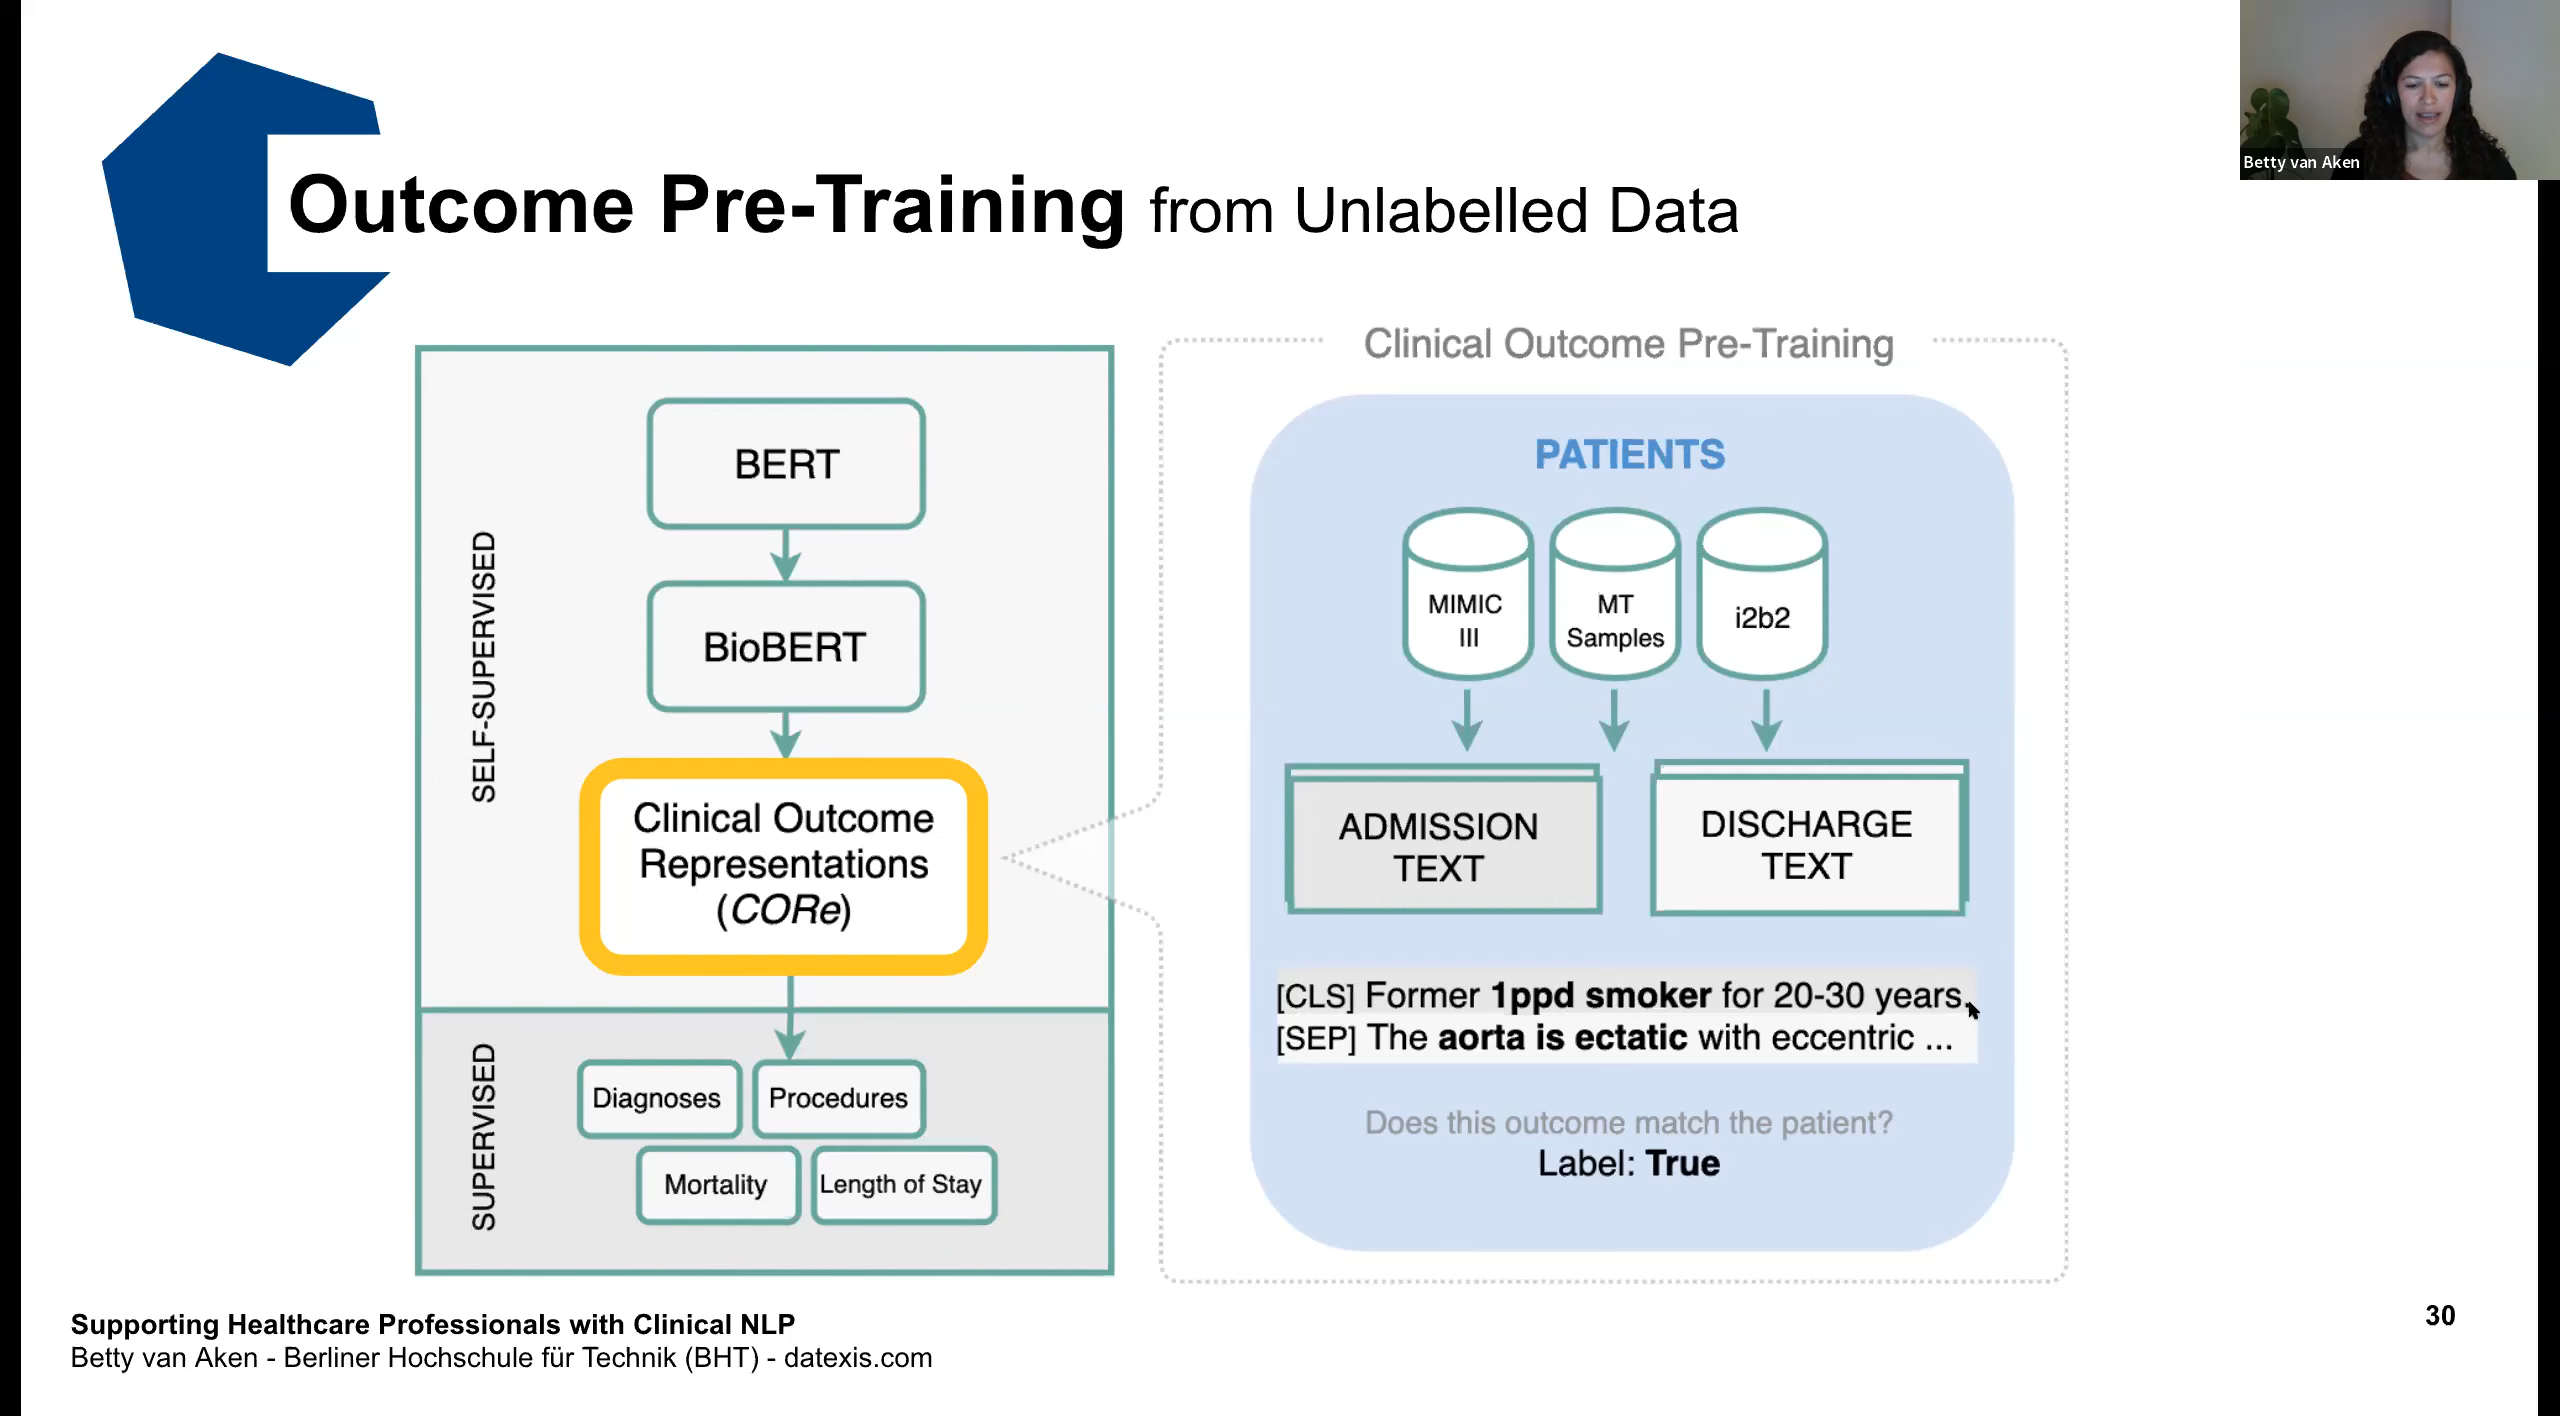 Betty van Aken
Outcome Pre-Training from Unlabelled Data
SELF-SUPERVISED
BERT
BioBERT
Clinical Outcome
Representations
(CORe)
SUPERVISED
Diagnoses
Procedures
Mortality
Length of Stay
Clinical Outcome Pre-Training
PATIENTS
MIMIC
III
MT
Samples
i2b2
ADMISSION
TEXT
DISCHARGE
TEXT
[CLS] Former 1ppd smoker for 20-30 years.
[SEP] The aorta is ectatic with eccentric ...
Does this outcome match the patient?
Label: True
Supporting Healthcare Professionals with Clinical NLP
Betty van Aken - Berliner Hochschule für Technik (BHT) - datexis.com
30